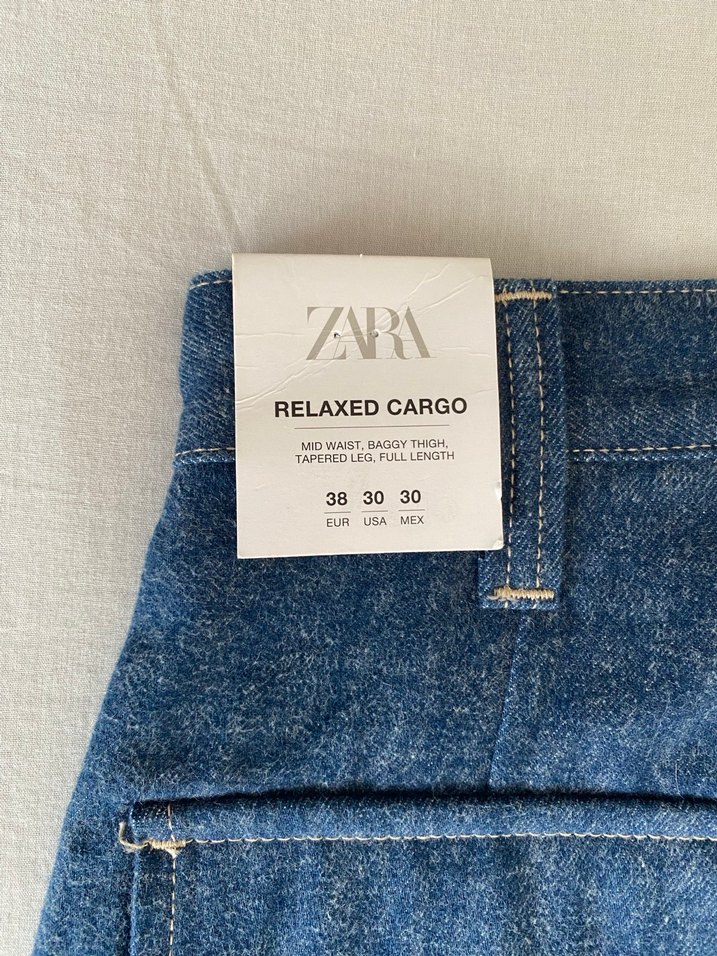 ZARA
RELAXED CARGO
MID WAIST, BAGGY THIGH,
TAPERED LEG, FULL LENGTH
38 30 30
EUR USA MEX